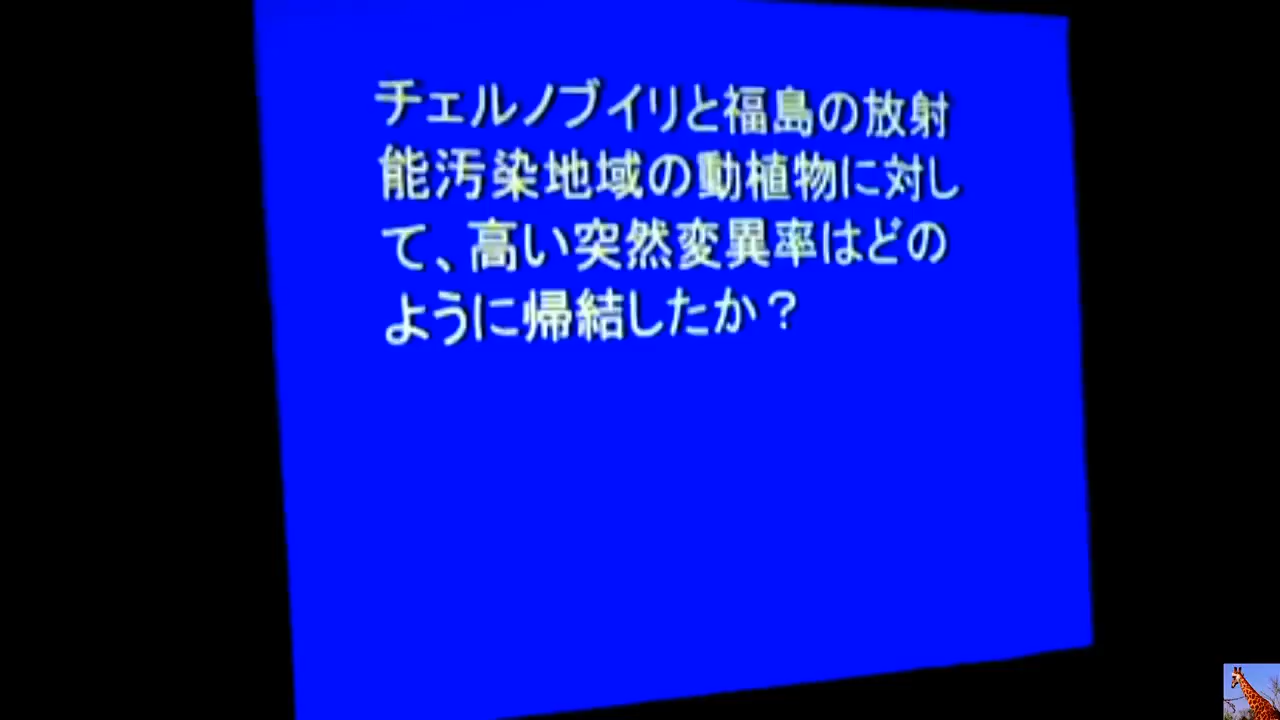 チェルノブイリと福島の放射
能汚染地域の動植物に対し
て、高い突然変異率はどの
ように帰結したか？